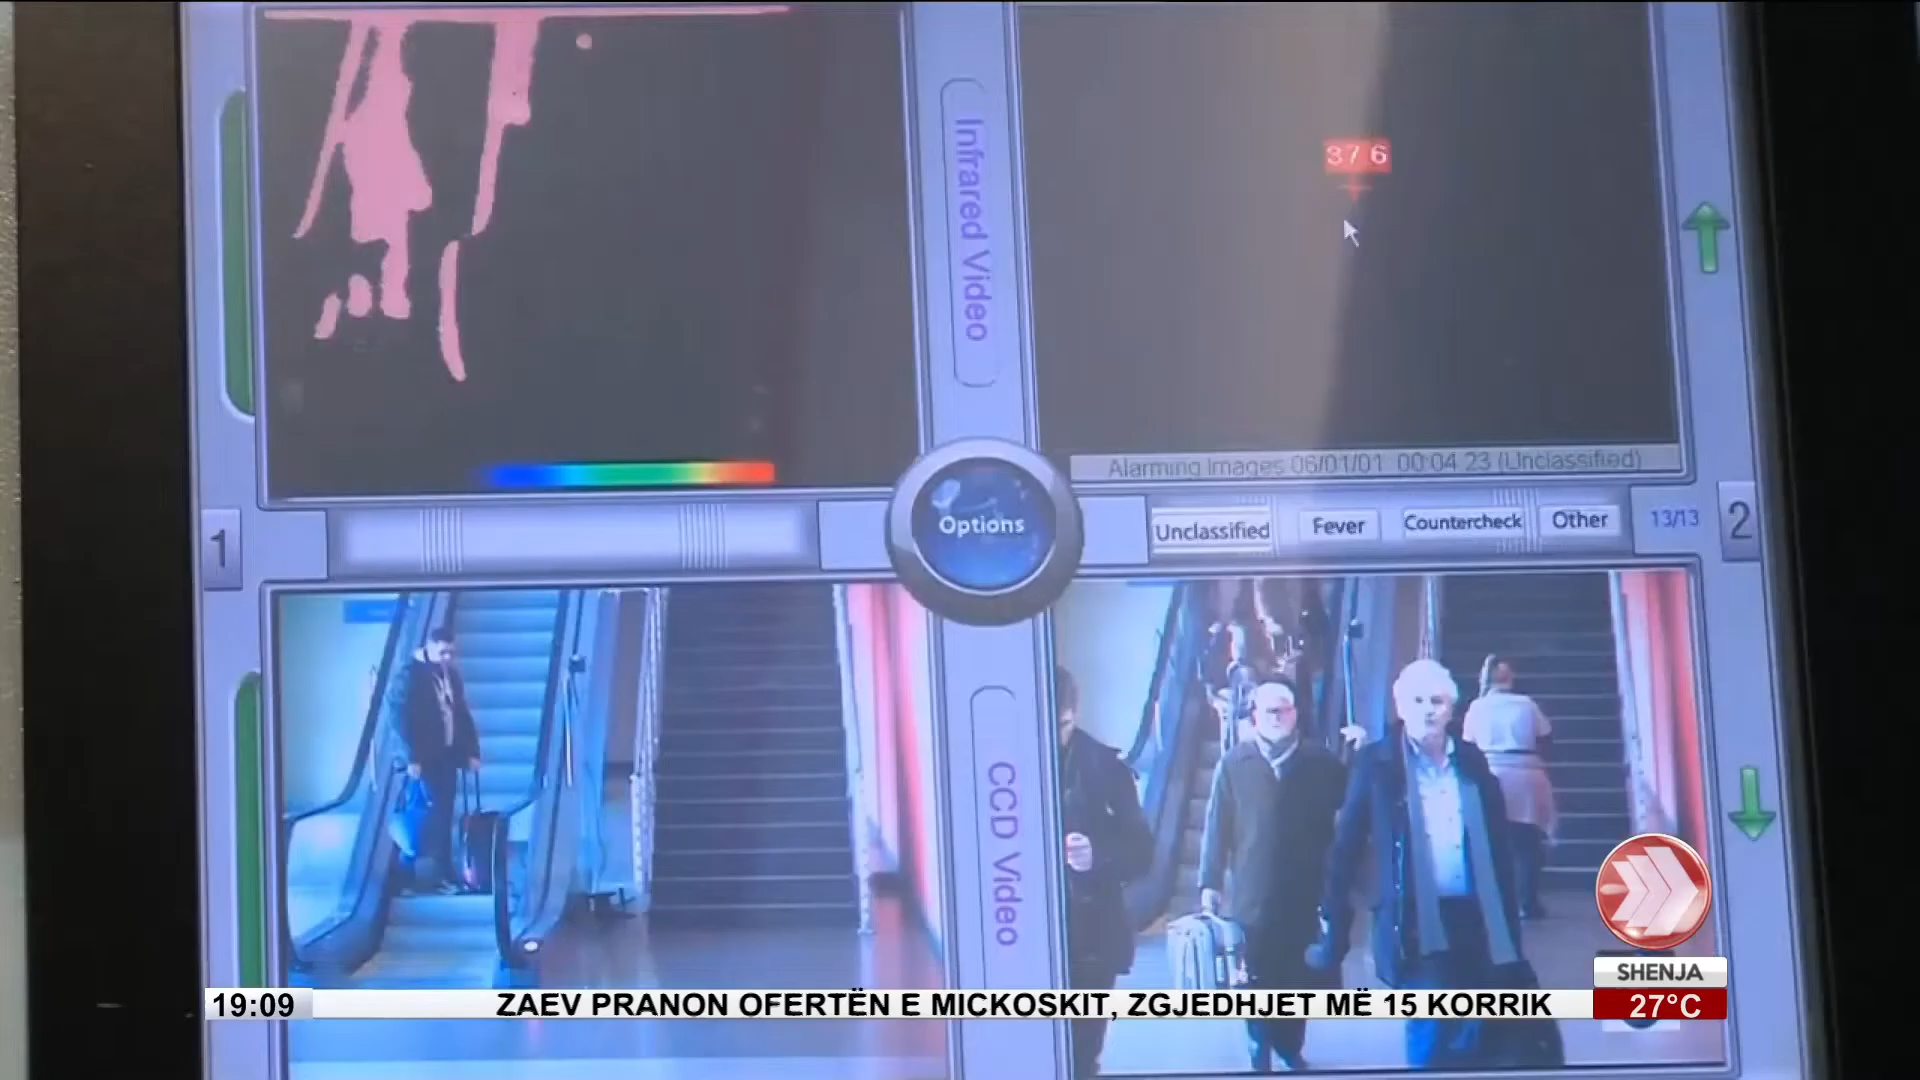 Infrared Video
37 6
Alarming Images 06/01/01 00:04 23 (Unclassified)
1
Options
Unclassified
Fever
Countercheck
Other
13/13
2
CCD Video
SHENJA
19:09
ZAEV PRANON OFERTËN E MICKOSKIT, ZGJEDHJET MË 15 KORRIK
27°C